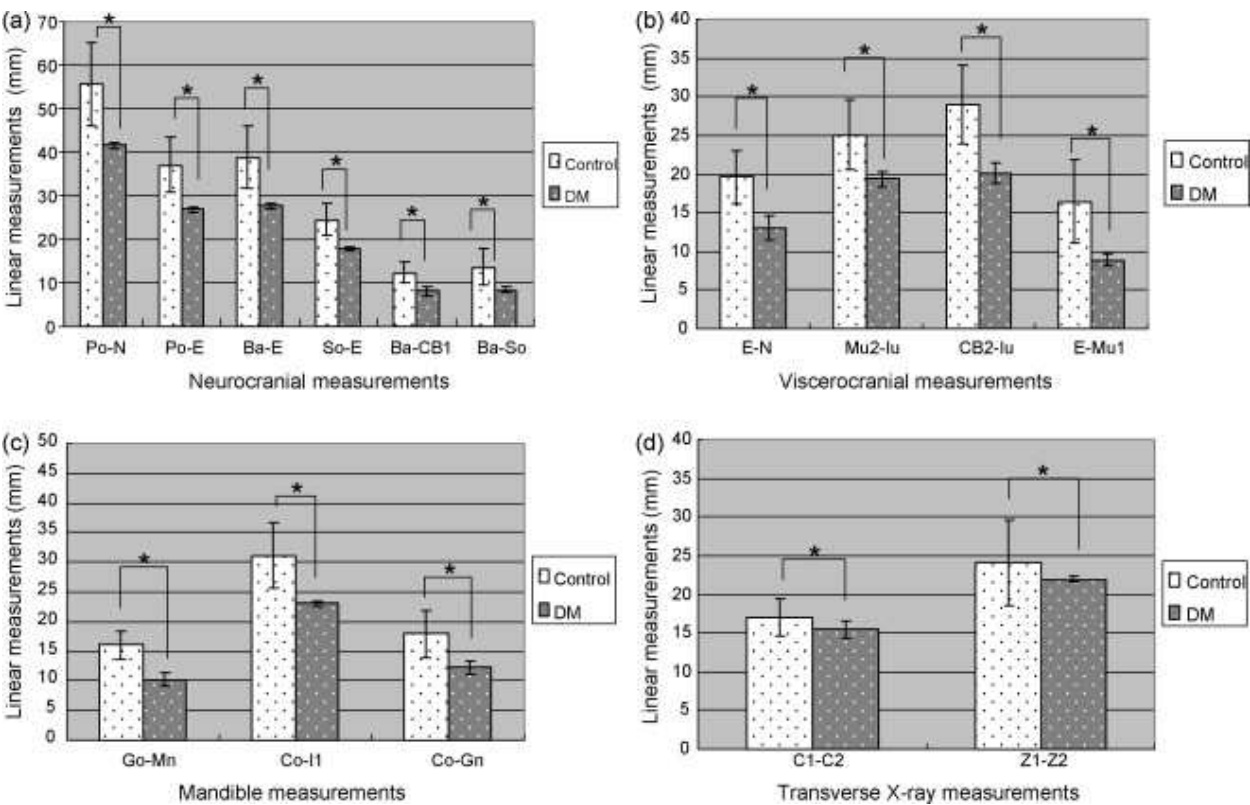 (a)
Linear measurements (mm)
70
60
50
40
30
20
10
0
* * * * * *
Po-N Po-E Ba-E So-E Ba-CB1 Ba-So
Neurocranial measurements
Control
DM
(b)
Linear measurements (mm)
40
35
30
25
20
15
10
5
0
* * * *
E-N Mu2-Iu CB2-Iu E-Mu1
Viscerocranial measurements
Control
DM
(c)
Linear measurements (mm)
50
45
40
35
30
25
20
15
10
5
0
* * *
Go-Mn Co-I1 Co-Gn
Mandible measurements
Control
DM
(d)
Linear measurements (mm)
40
35
30
25
20
15
10
5
0
* *
C1-C2 Z1-Z2
Transverse X-ray measurements
Control
DM